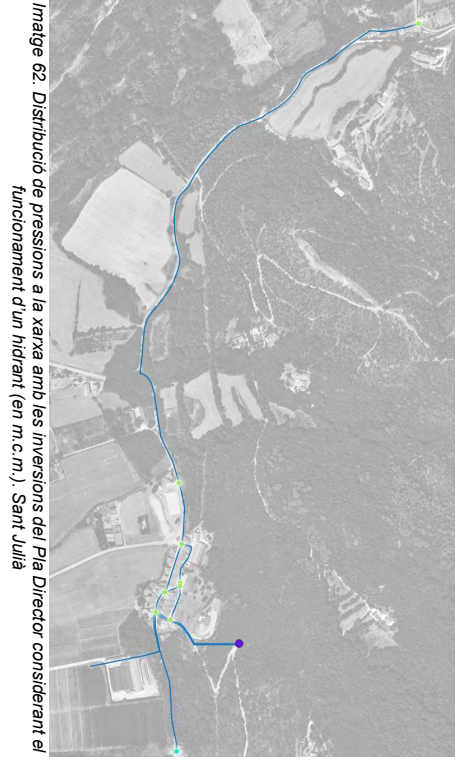 Imatge 62. Distribució de pressions a la xarxa amb les inversions del Pla Director considerant el
funcionament d'un hidrant (en m.c.m.). Sant Julià